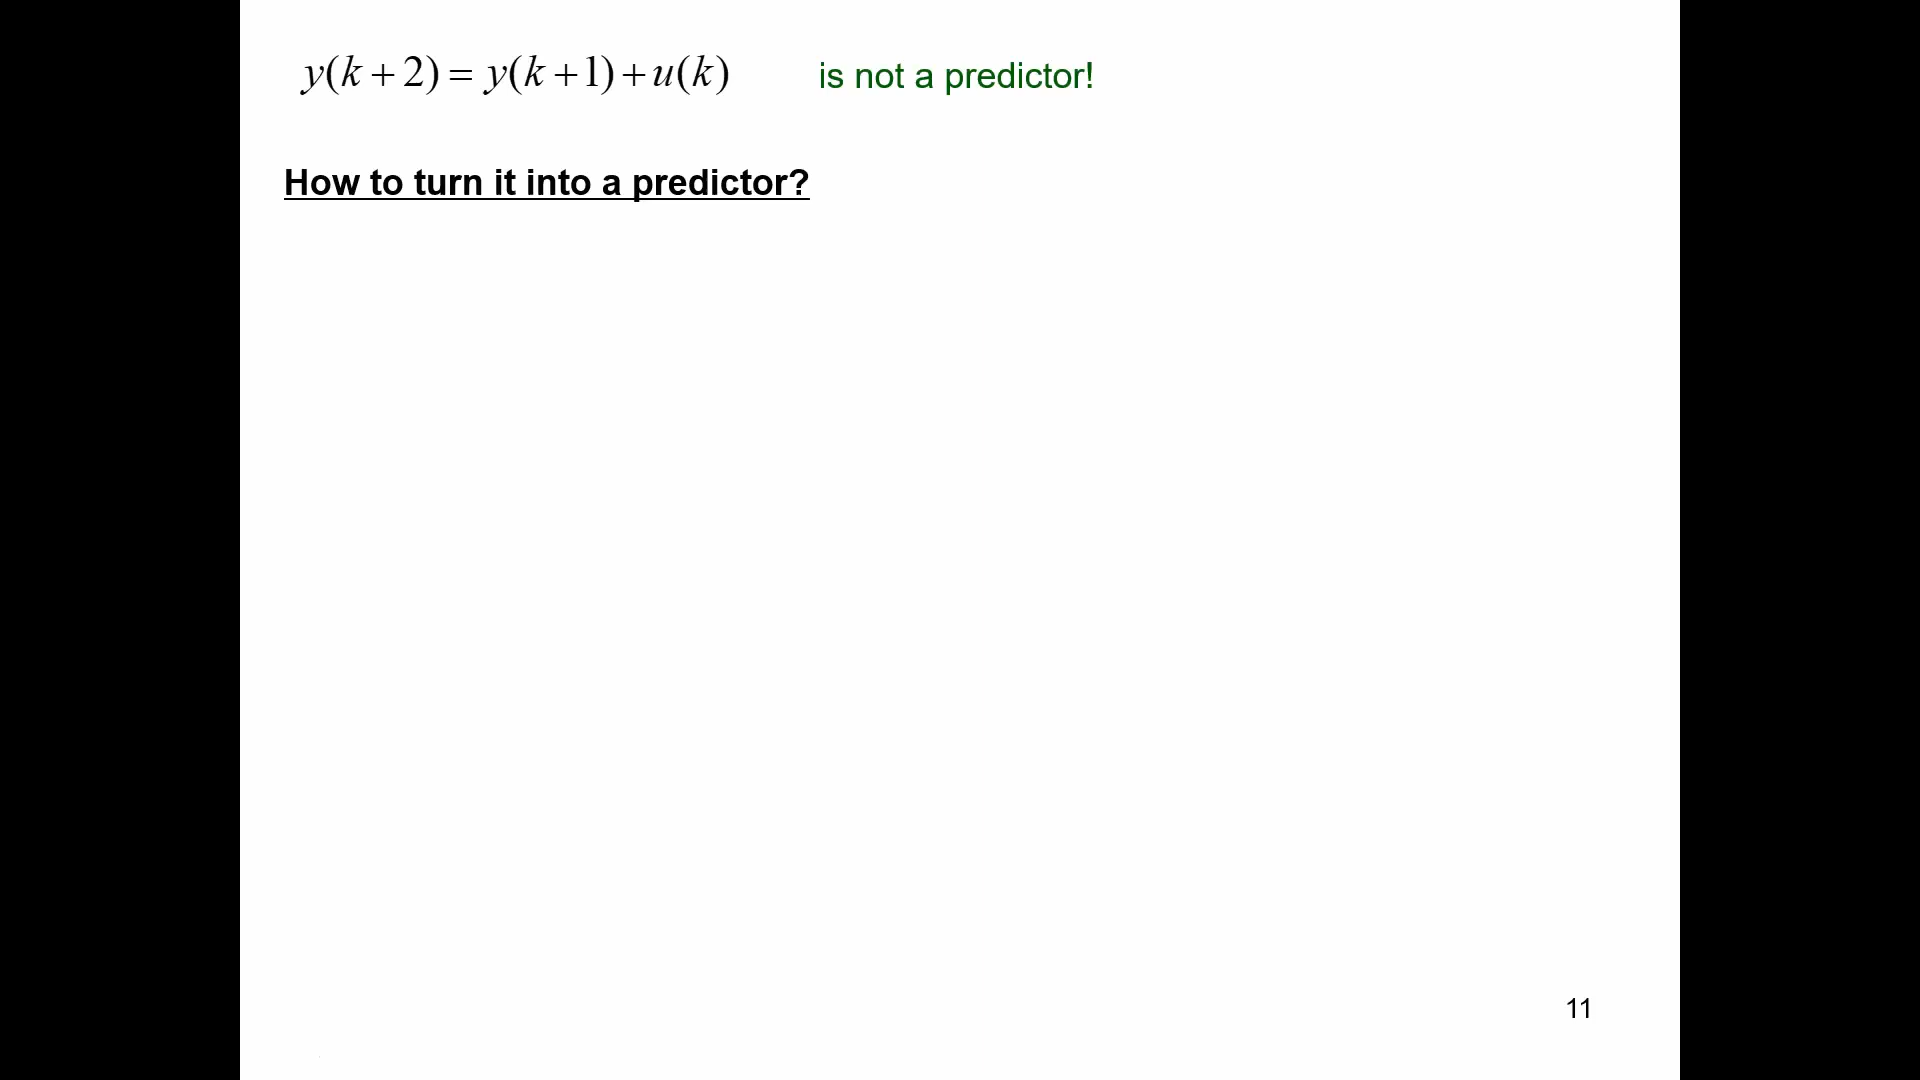 y(k + 2) = y(k + 1) + u(k) is not a predictor!
How to turn it into a predictor?
11